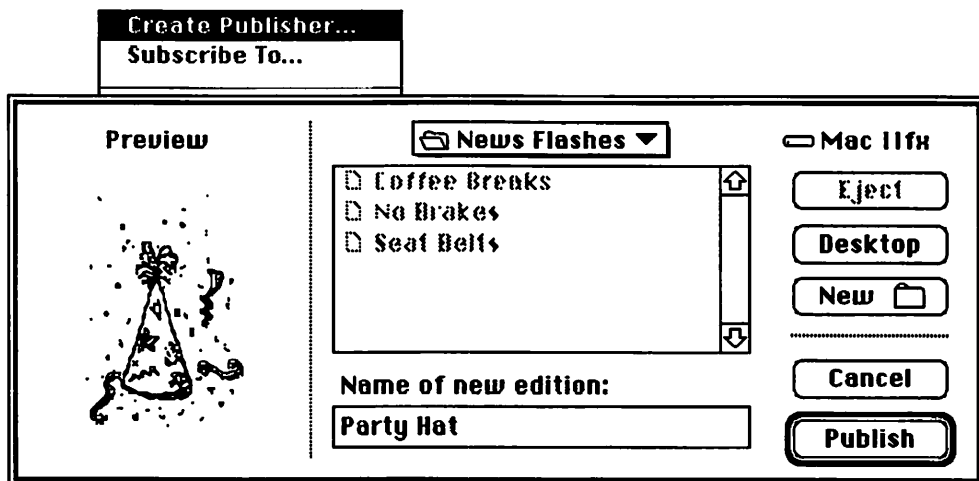 Create Publisher...
Subscribe To...
Preview
News Flashes
Mac IIfx
Coffee Breaks
No Brakes
Seat Belts
Eject
Desktop
New
Name of new edition:
Party Hat
Cancel
Publish